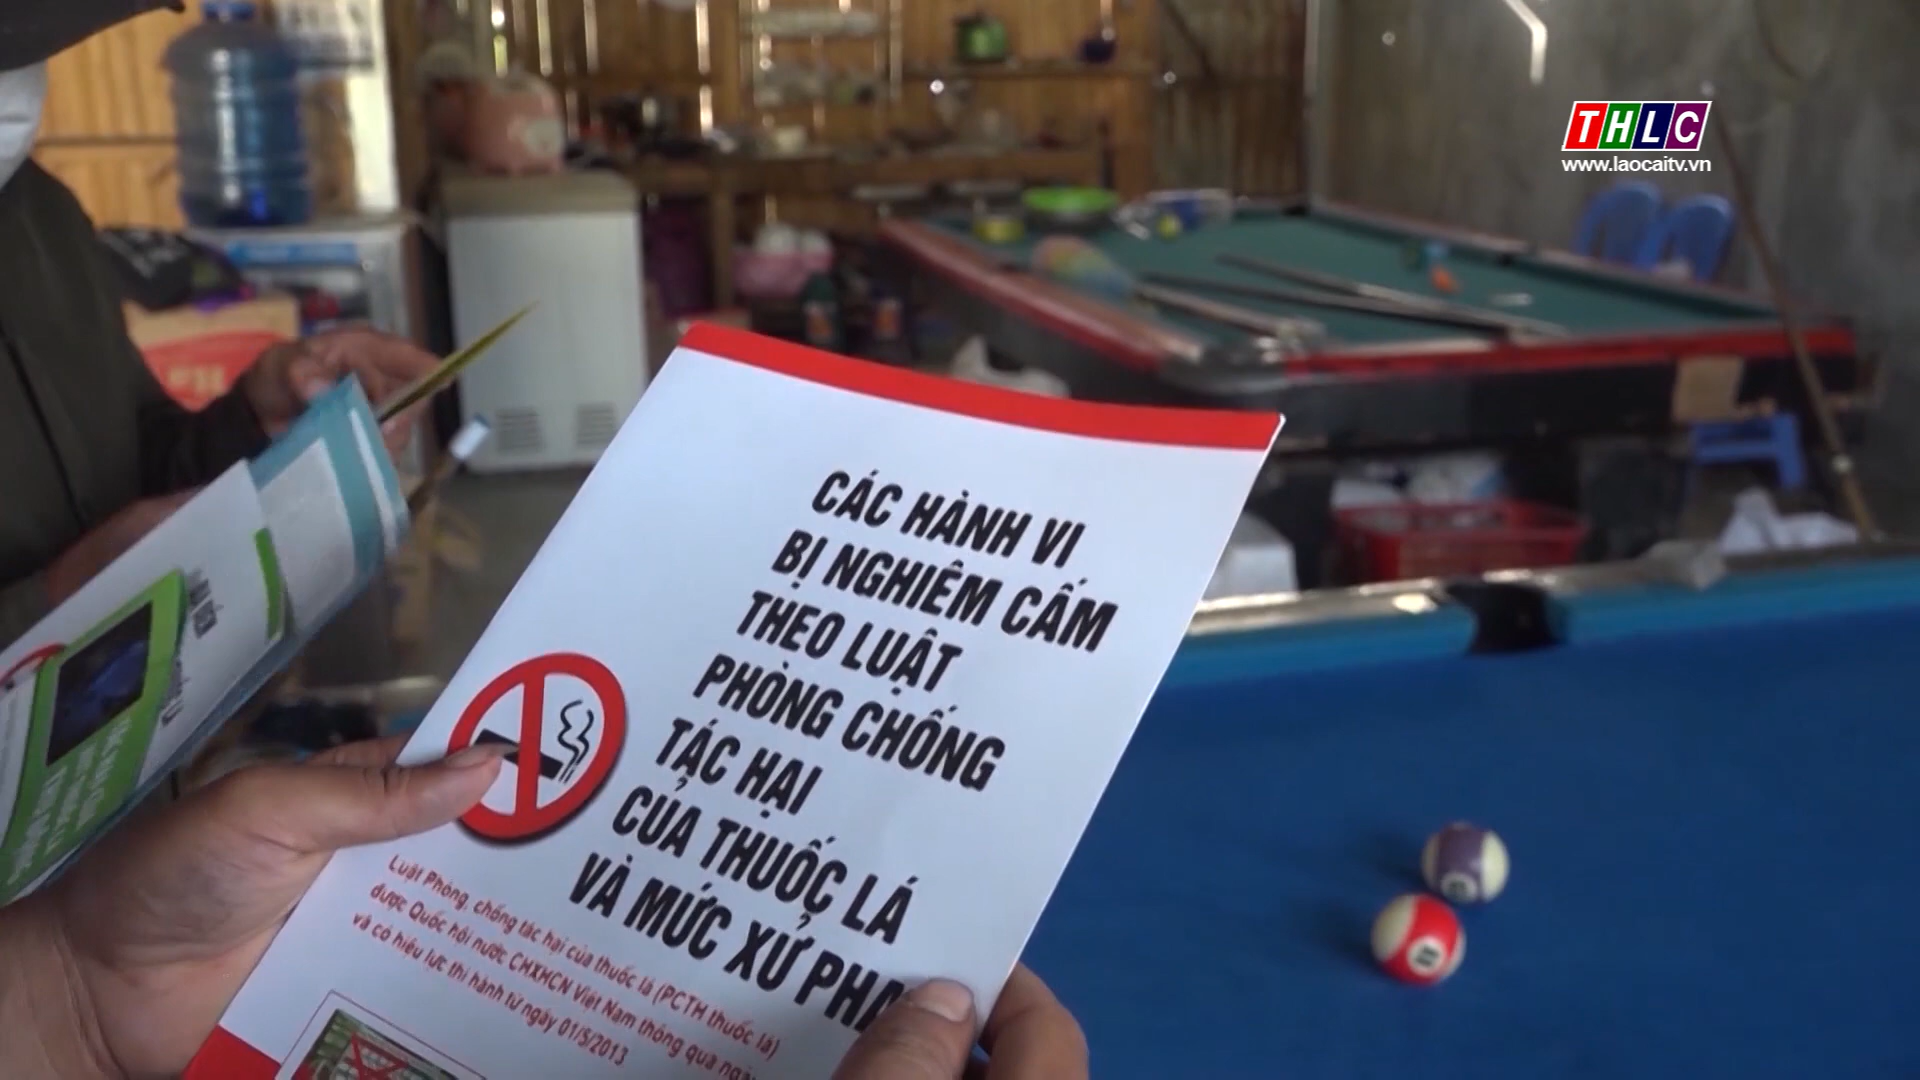 THLC
www.laocaitv.vn
CÁC HÀNH VI
BỊ NGHIÊM CẤM
THEO LUẬT
PHÒNG CHỐNG
TÁC HẠI
CỦA THUỐC LÁ
VÀ MỨC XỬ
Luật Phòng, chống tác hại của thuốc lá (PCTH thuốc lá)
được Quốc hội nước CHXHCN Việt Nam thông qua
và có hiệu lực thi hành từ ngày 01/5/2013
11